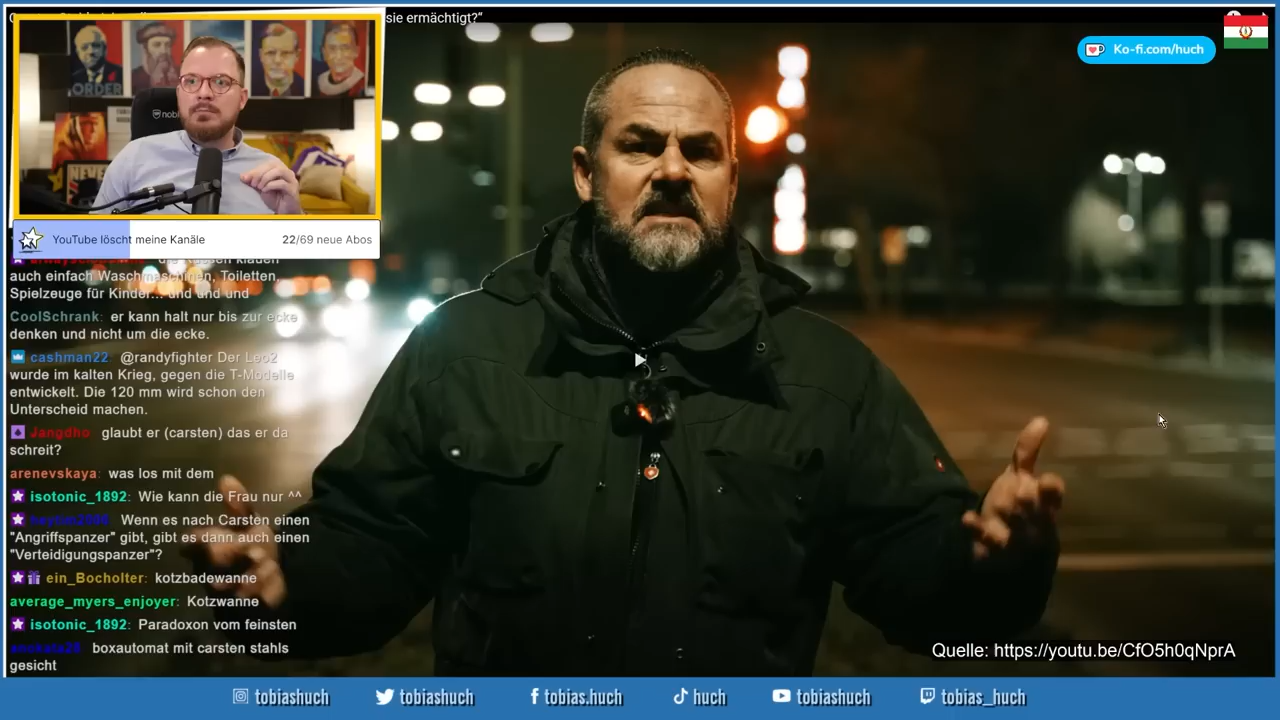 sie ermächtigt?“
Ko-fi.com/huch
ORDER
nobl
NEVER
YouTube löscht meine Kanäle 22/69 neue Abos
auch einfach Waschmaschinen, Toiletten,
Spielzeuge für Kinder... und und und
CoolSchrank: er kann halt nur bis zur ecke
denken und nicht um die ecke.
cashman22: @randyfighter Der Leo2
wurde im kalten Krieg, gegen die T-Modelle
entwickelt. Die 120 mm wird schon den
Unterscheid machen.
Jangdho: glaubt er (carsten) das er da
schreit?
arenevskaya: was los mit dem
isotonic_1892: Wie kann die Frau nur ^^
Wenn es nach Carsten einen
"Angriffspanzer" gibt, gibt es dann auch einen
"Verteidigungspanzer"?
ein_Bocholter: kotzbadewanne
average_myers_enjoyer: Kotzwanne
isotonic_1892: Paradoxon vom feinsten
boxautomat mit carsten stahls
gesicht
Quelle: https://youtu.be/CfO5h0qNprA
tobiashuch tobiashuch tobias.huch huch tobiashuch tobias_huch